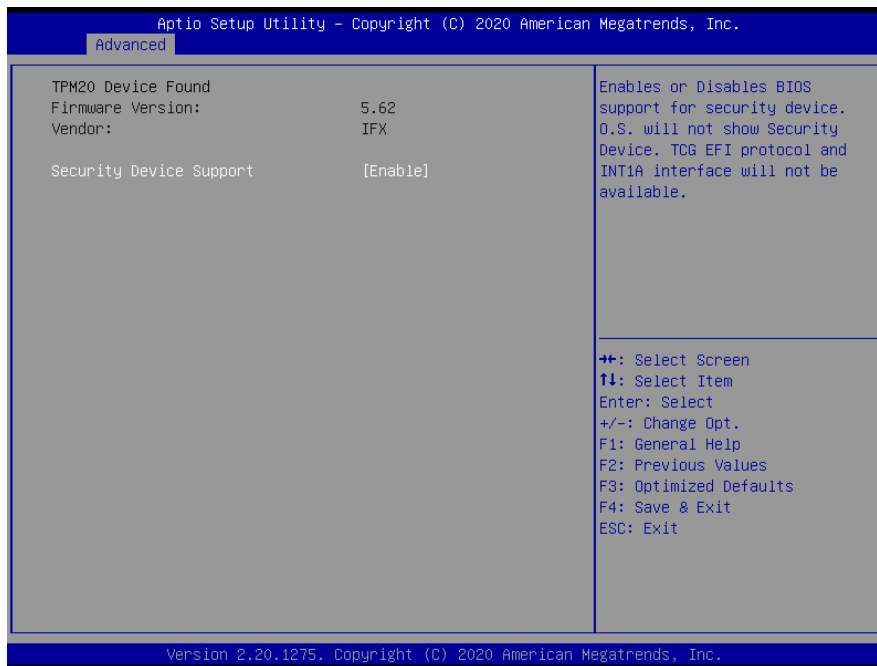 Aptio Setup Utility – Copyright (C) 2020 American Megatrends, Inc.
Advanced
TPM20 Device Found
Firmware Version: 5.62
Vendor: IFX
Security Device Support [Enable]
Enables or Disables BIOS
support for security device.
O.S. will not show Security
Device. TCG EFI protocol and
INT1A interface will not be
available.
→←: Select Screen
↑↓: Select Item
Enter: Select
+/-: Change Opt.
F1: General Help
F2: Previous Values
F3: Optimized Defaults
F4: Save & Exit
ESC: Exit
Version 2.20.1275. Copyright (C) 2020 American Megatrends, Inc.